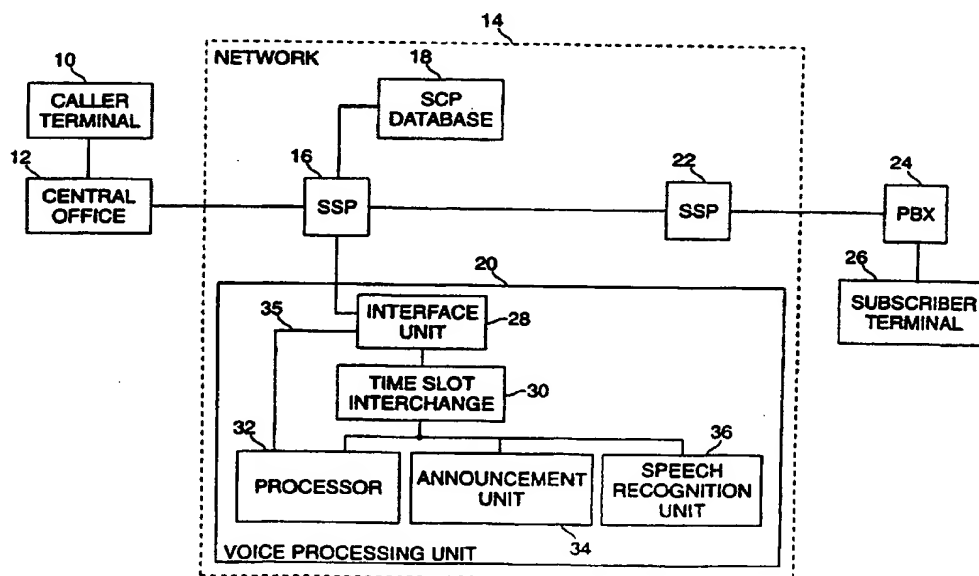 14
NETWORK
10
CALLER
TERMINAL
18
SCP
DATABASE
12
CENTRAL
OFFICE
16
SSP
22
SSP
24
PBX
26
SUBSCRIBER
TERMINAL
20
35
INTERFACE
UNIT
28
TIME SLOT
INTERCHANGE
30
32
PROCESSOR
ANNOUNCEMENT
UNIT
34
36
SPEECH
RECOGNITION
UNIT
VOICE PROCESSING UNIT